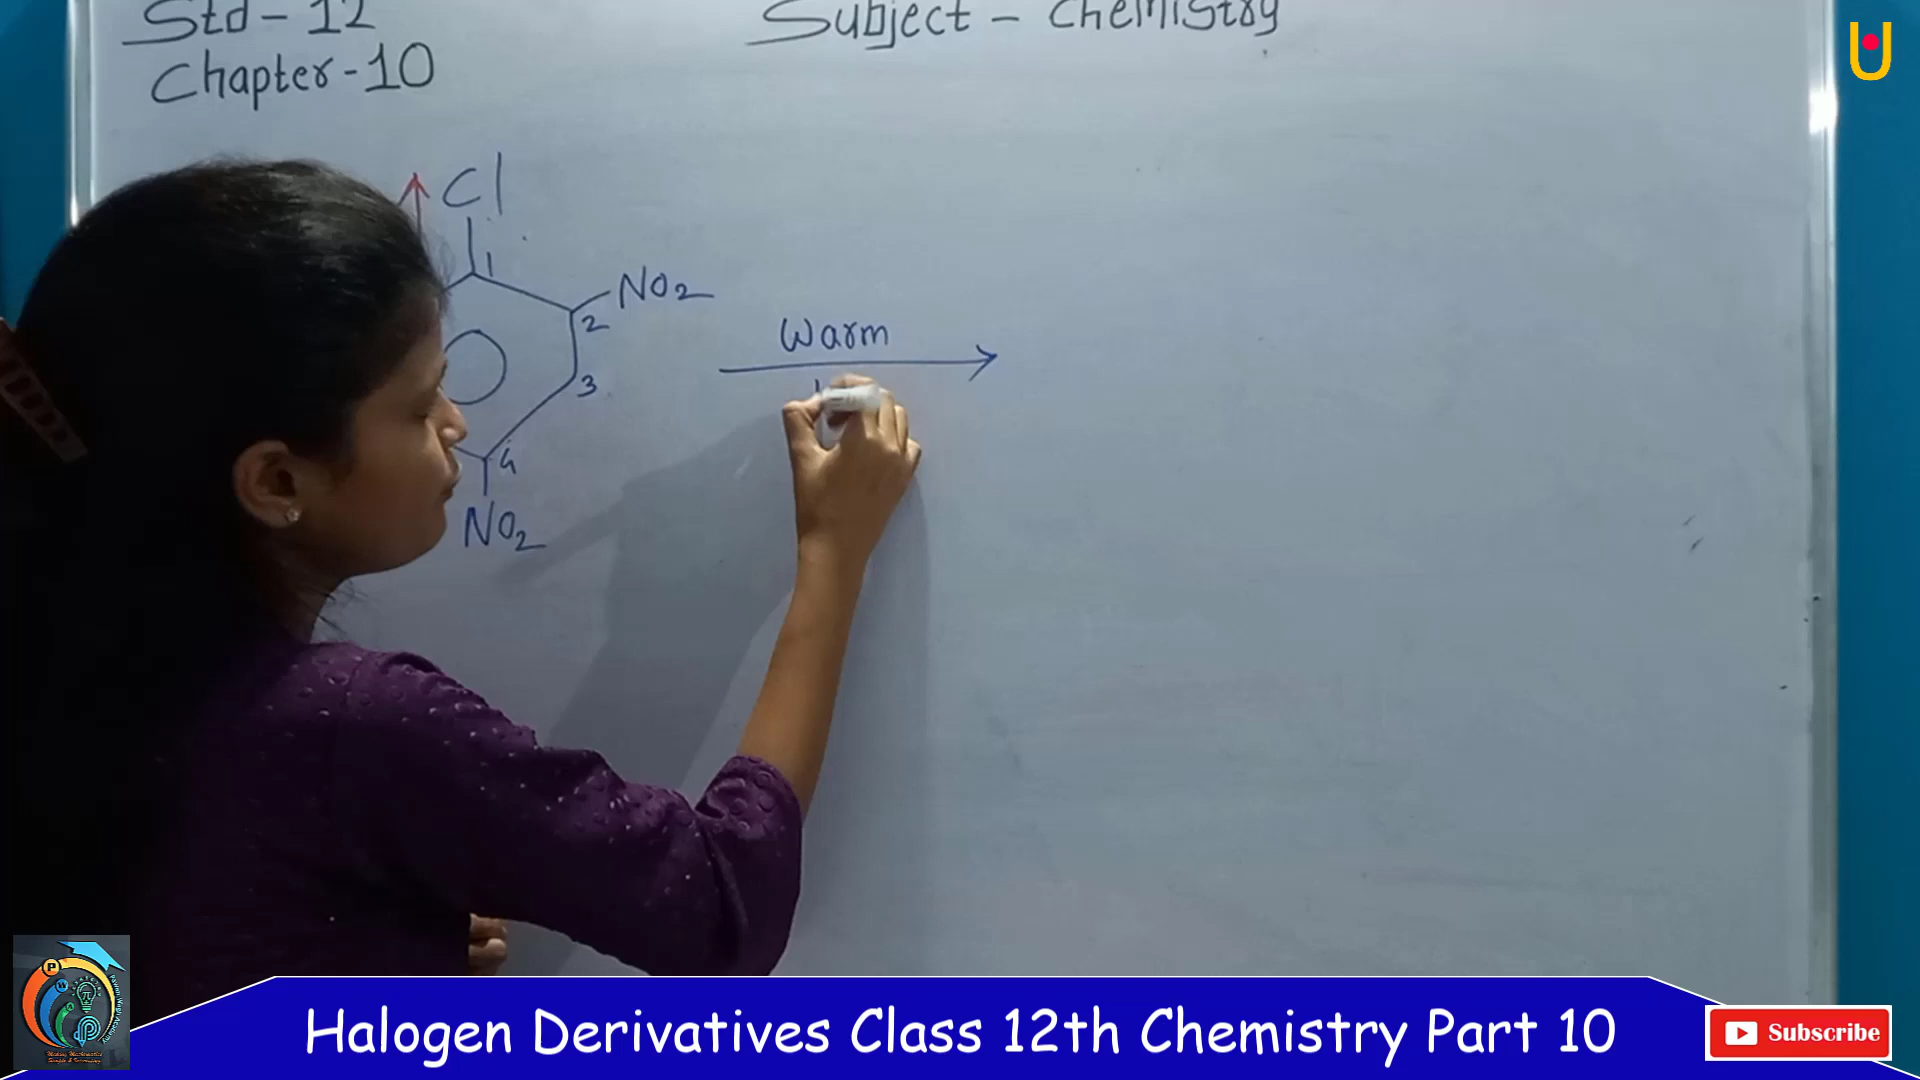 Std - 12
Subject - Chemistry
Chapter - 10
Cl
1
NO2
2
Warm
3
4
NO2
Halogen Derivatives Class 12th Chemistry Part 10
Subscribe